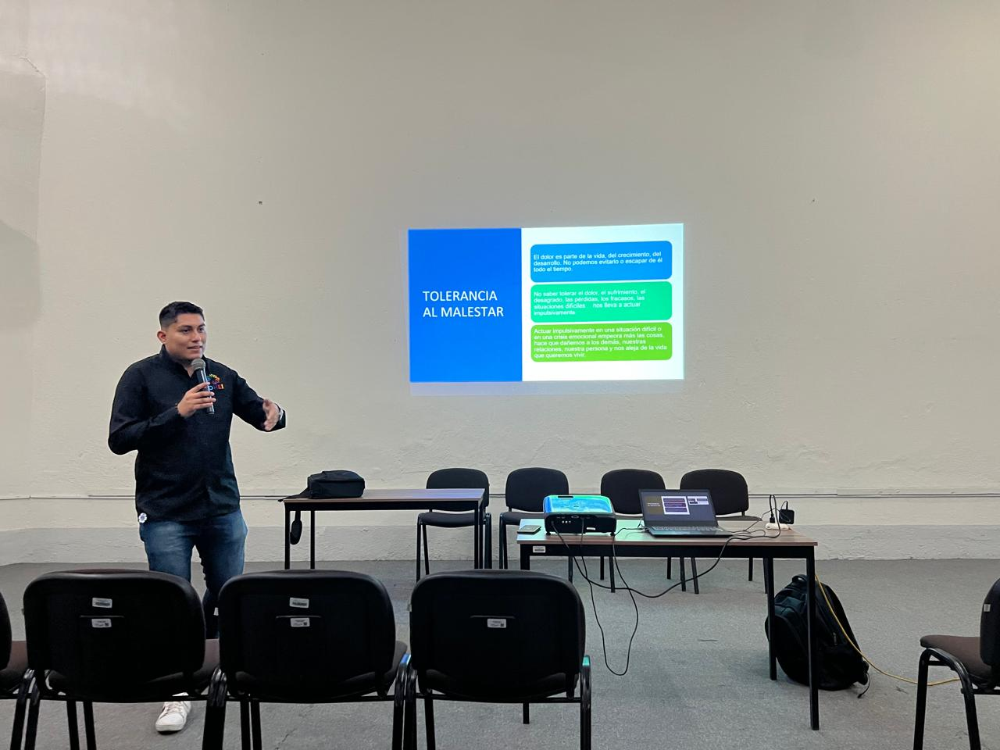 TOLERANCIA
AL MALESTAR
El dolor es parte de la vida, del crecimiento, del
desarrollo. No podemos evitarlo o escapar de él
todo el tiempo.
No saber tolerar el dolor, el sufrimiento, el
desagrado, las pérdidas, los fracasos, las
situaciones difíciles… nos lleva a actuar
impulsivamente.
Actuar impulsivamente en una situación difícil o
en una crisis emocional empeora más las cosas,
hace que dañemos a los demás, nuestras
relaciones, nuestra persona y nos aleja de la vida
que queremos vivir.